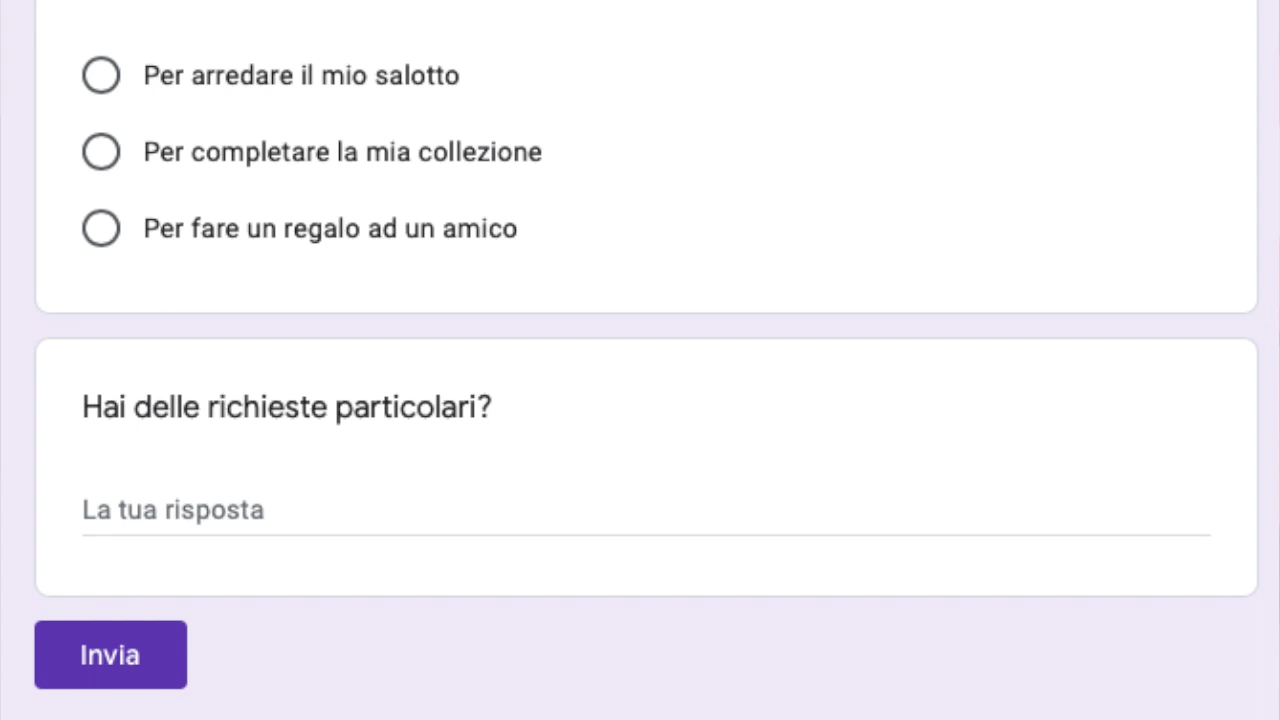 Per arredare il mio salotto
Per completare la mia collezione
Per fare un regalo ad un amico
Hai delle richieste particolari?
La tua risposta
Invia